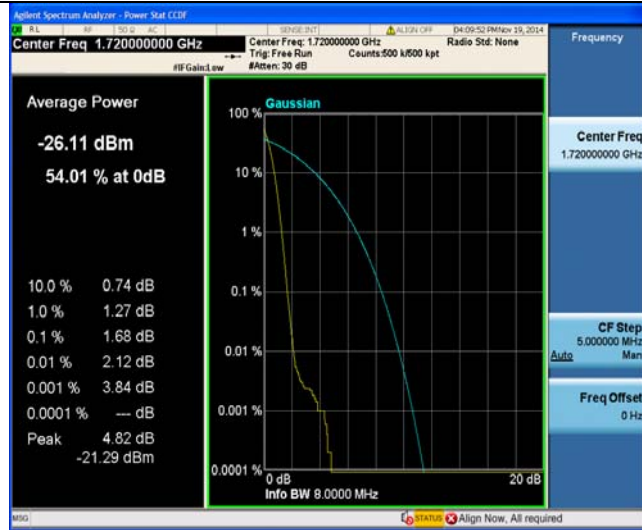 Agilent Spectrum Analyzer - Power Stat CCDF
RL RF 50 Ω AC SENSE:INT ALIGN OFF 04:09:52 PM Nov 19, 2014
Center Freq 1.720000000 GHz
Center Freq: 1.720000000 GHz Radio Std: None
Trig: Free Run Counts:500 k/500 kpt
#IFGain:Low #Atten: 30 dB
Frequency
Average Power
-26.11 dBm
54.01 % at 0dB
10.0 % 0.74 dB
1.0 % 1.27 dB
0.1 % 1.68 dB
0.01 % 2.12 dB
0.001 % 3.84 dB
0.0001 % --- dB
Peak 4.82 dB
-21.29 dBm
Gaussian
100 %
10 %
1 %
0.1 %
0.01 %
0.001 %
0.0001 %
0 dB 20 dB
Info BW 8.0000 MHz
Center Freq
1.720000000 GHz
CF Step
5.000000 MHz
Auto Man
Freq Offset
0 Hz
MSG STATUS Align Now, All required